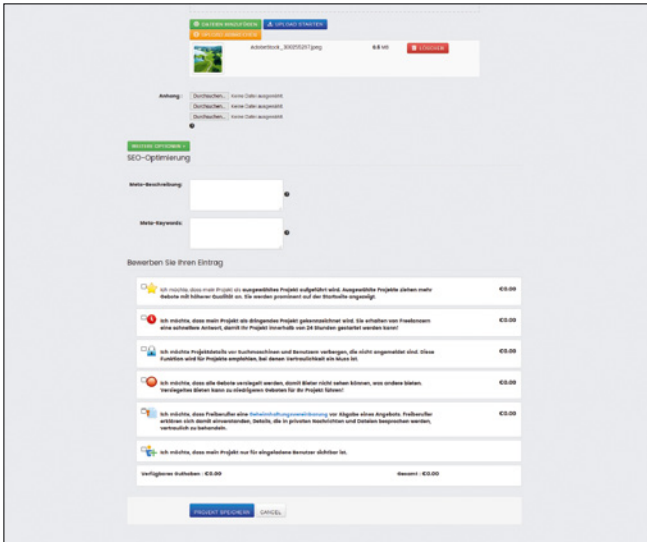 DATEIEN HINZUFÜGEN UPLOAD STARTEN
UPLOAD ABBRECHEN
0.5 MB LÖSCHEN
Anhang: Durchsuchen... Keine Datei ausgewählt.
Durchsuchen... Keine Datei ausgewählt.
Durchsuchen... Keine Datei ausgewählt.
WEITERE OPTIONEN
SEO-Optimierung
Meta-Beschreibung:
Meta-Keywords:
Bewerben Sie Ihren Eintrag
Ich möchte, dass mein Projekt als ausgewähltes Projekt aufgeführt wird. Ausgewählte Projekte ziehen mehr €0.00
Gebote mit höherer Qualität an. Sie werden prominent auf der Startseite angezeigt.
Ich möchte, dass mein Projekt als dringendes Projekt gekennzeichnet wird. Sie erhalten von Freelancern €0.00
eine schnellere Antwort, damit Ihr Projekt innerhalb von 24 Stunden gestartet werden kann!
Ich möchte Projektdetails vor Suchmaschinen und Benutzern verbergen, die nicht angemeldet sind. Diese €0.00
Funktion wird für Projekte empfohlen, bei denen Vertraulichkeit ein Muss ist.
Ich möchte, dass alle Gebote versiegelt werden, damit Bieter nicht sehen können, was andere bieten. €0.00
Versiegeltes Bieten kann zu niedrigeren Geboten für Ihr Projekt führen!
Ich möchte, dass Freiberufler eine Geheimhaltungsvereinbarung vor Abgabe eines Angebots. Freiberufler €0.00
erklären sich damit einverstanden, Details, die in privaten Nachrichten und Dateien besprochen werden,
vertraulich zu behandeln.
Ich möchte, dass mein Projekt nur für eingeladene Benutzer sichtbar ist.
Verfügbares Guthaben : €0.00 Gesamt : €0.00
PROJEKT SPEICHERN CANCEL